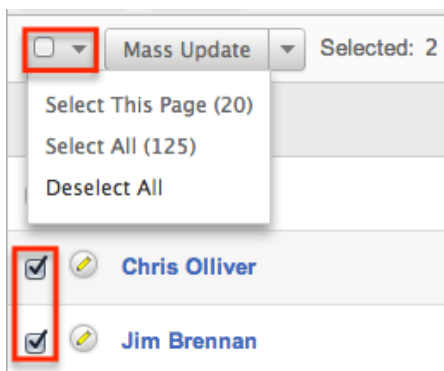 Mass Update Selected: 2
Select This Page (20)
Select All (125)
Deselect All
Chris Olliver
Jim Brennan